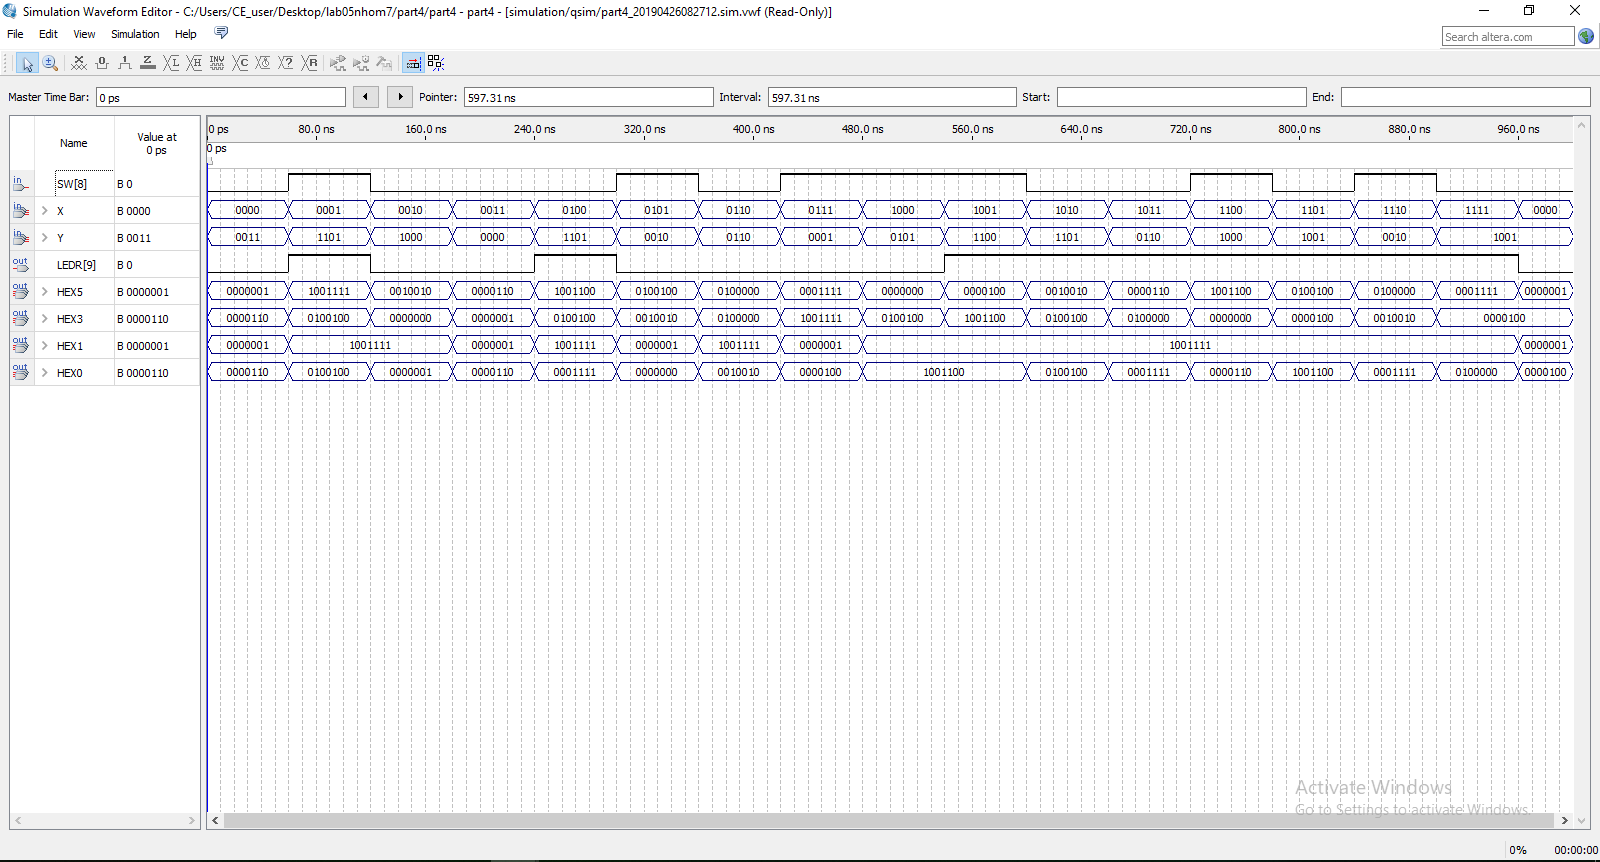 Simulation Waveform Editor - C:/Users/CE_user/Desktop/lab05nhom7/part4/part4 - part4 - [simulation/qsim/part4_20190426082712.sim.vwf (Read-Only)]
File Edit View Simulation Help
Search altera.com
Master Time Bar: 0 ps Pointer: 597.31 ns Interval: 597.31 ns Start: End:
Name Value at 0 ps
0 ps 80.0 ns 160.0 ns 240.0 ns 320.0 ns 400.0 ns 480.0 ns 560.0 ns 640.0 ns 720.0 ns 800.0 ns 880.0 ns 960.0 ns
0 ps
in SW[8] B 0
in X B 0000 0000 0001 0010 0011 0100 0101 0110 0111 1000 1001 1010 1011 1100 1101 1110 1111 0000
in Y B 0011 0011 1101 1000 0000 1101 0010 0110 0001 0101 1100 1101 0110 1000 1001 0010 1001
out LEDR[9] B 0
out HEX5 B 0000001 0000001 1001111 0010010 0000110 1001100 0100100 0100000 0001111 0000000 0000100 0010010 0000110 1001100 0100100 0100000 0001111 0000001
out HEX3 B 0000110 0000110 0100100 0000000 0000001 0100100 0010010 0100000 1001111 0100100 1001100 0100100 0100000 0000000 0000100 0010010 0000100
out HEX1 B 0000001 0000001 1001111 0000001 1001111 0000001 1001111 0000001 1001111 0000001
out HEX0 B 0000110 0000110 0100100 0000001 0000110 0001111 0000000 0010010 0000100 1001100 0100100 0001111 0000110 1001100 0001111 0100000 0000100
Activate Windows
Go to Settings to activate Windows.
0% 00:00:00